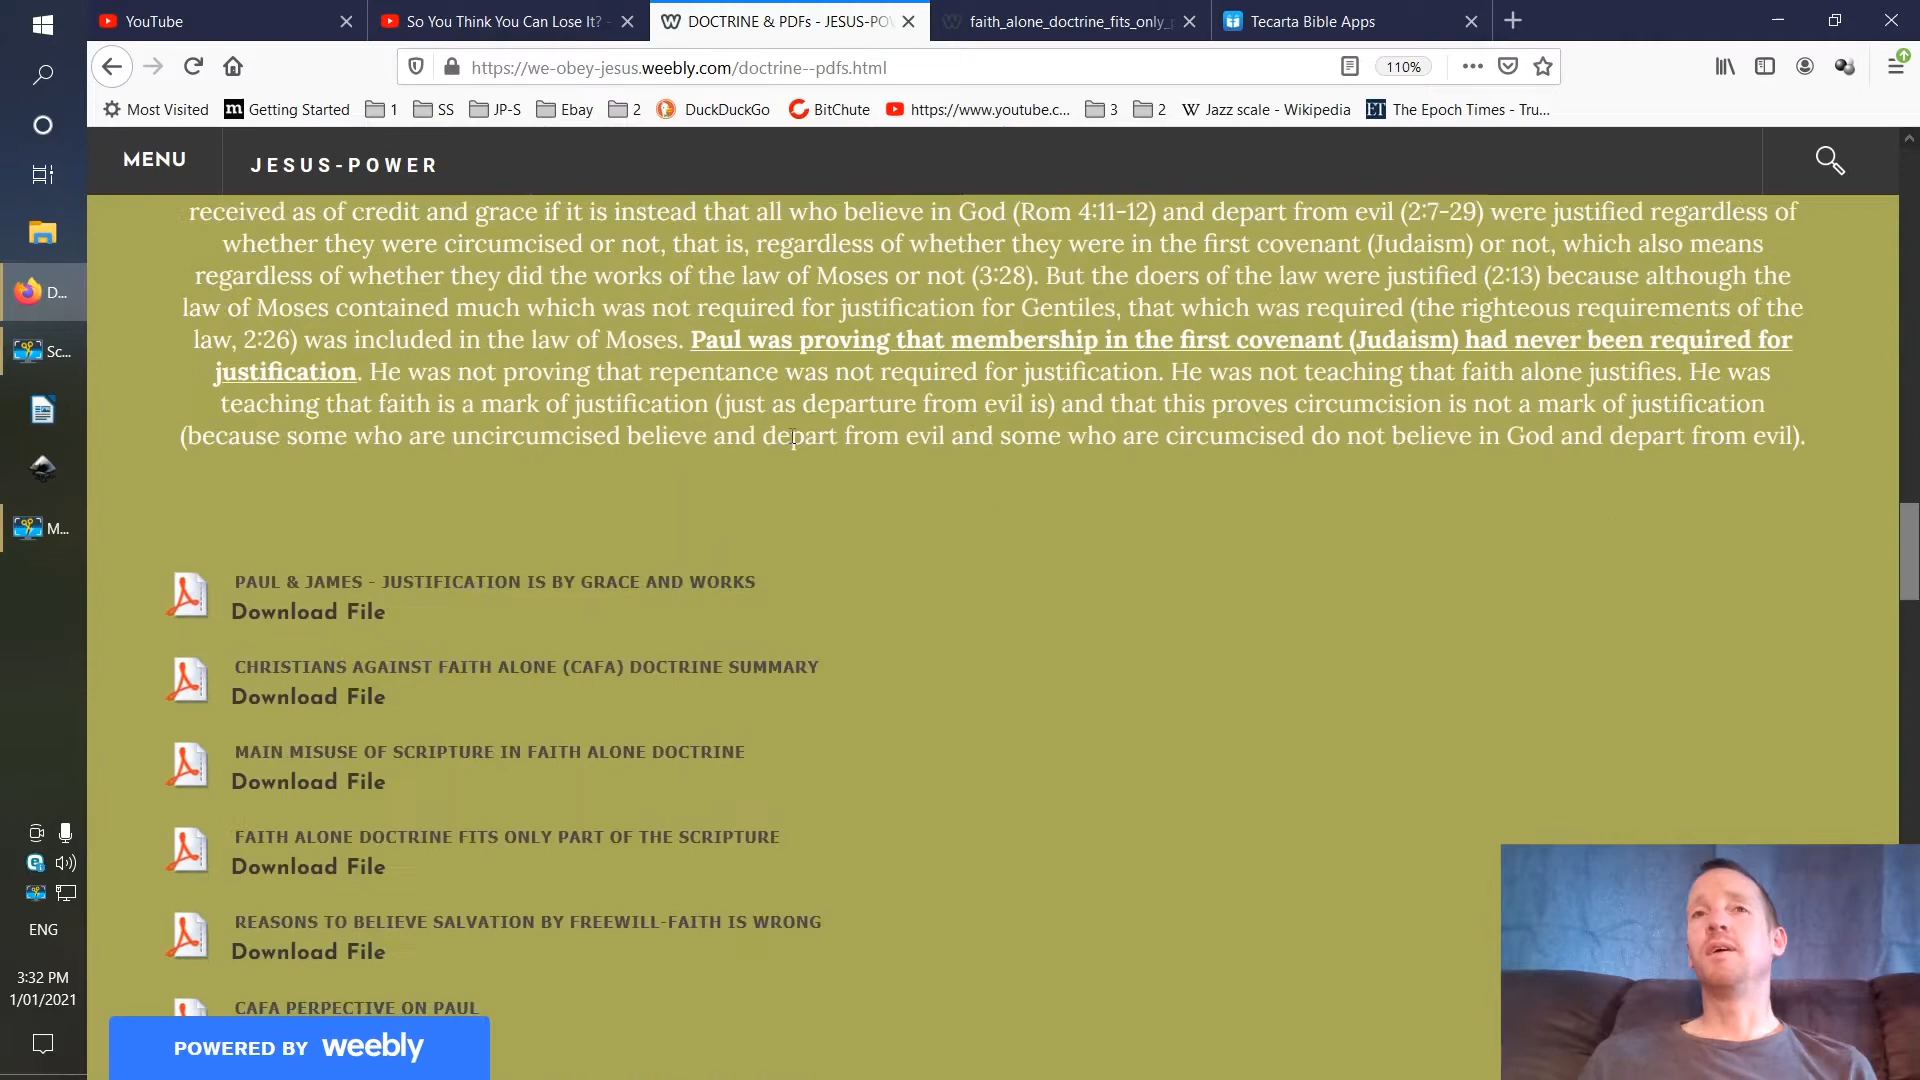 YouTube
So You Think You Can Lose It? -
DOCTRINE & PDFs - JESUS-POW
faith_alone_doctrine_fits_only_p
Tecarta Bible Apps
https://we-obey-jesus.weebly.com/doctrine--pdfs.html
110%
Most Visited
Getting Started
1
SS
JP-S
Ebay
2
DuckDuckGo
BitChute
https://www.youtube.c...
3
2
Jazz scale - Wikipedia
ET
The Epoch Times - Tru...
MENU
JESUS-POWER
received as of credit and grace if it is instead that all who believe in God (Rom 4:11-12) and depart from evil (2:7-29) were justified regardless of
whether they were circumcised or not, that is, regardless of whether they were in the first covenant (Judaism) or not, which also means
regardless of whether they did the works of the law of Moses or not (3:28). But the doers of the law were justified (2:13) because although the
law of Moses contained much which was not required for justification for Gentiles, that which was required (the righteous requirements of the
law, 2:26) was included in the law of Moses. Paul was proving that membership in the first covenant (Judaism) had never been required for
justification. He was not proving that repentance was not required for justification. He was not teaching that faith alone justifies. He was
teaching that faith is a mark of justification (just as departure from evil is) and that this proves circumcision is not a mark of justification
(because some who are uncircumcised believe and depart from evil and some who are circumcised do not believe in God and depart from evil).
PAUL & JAMES - JUSTIFICATION IS BY GRACE AND WORKS
Download File
CHRISTIANS AGAINST FAITH ALONE (CAFA) DOCTRINE SUMMARY
Download File
MAIN MISUSE OF SCRIPTURE IN FAITH ALONE DOCTRINE
Download File
FAITH ALONE DOCTRINE FITS ONLY PART OF THE SCRIPTURE
Download File
REASONS TO BELIEVE SALVATION BY FREEWILL-FAITH IS WRONG
Download File
CAFA PERPECTIVE ON PAUL
POWERED BY weebly
D...
Sc...
M...
ENG
3:32 PM
1/01/2021